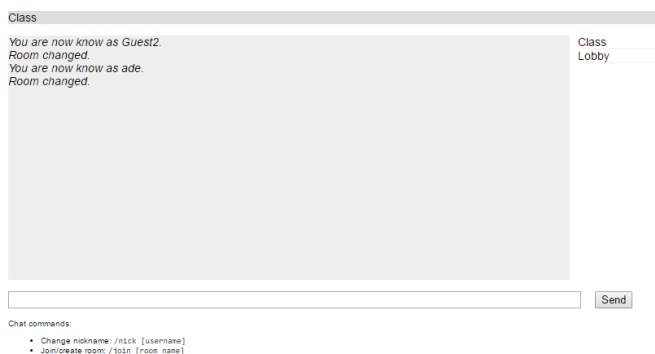 Class
You are now know as Guest2.
Room changed.
You are now know as ade.
Room changed.
Class
Lobby
Send
Chat commands:
Change nickname: /nick [username]
Join/create room: /join [room name]